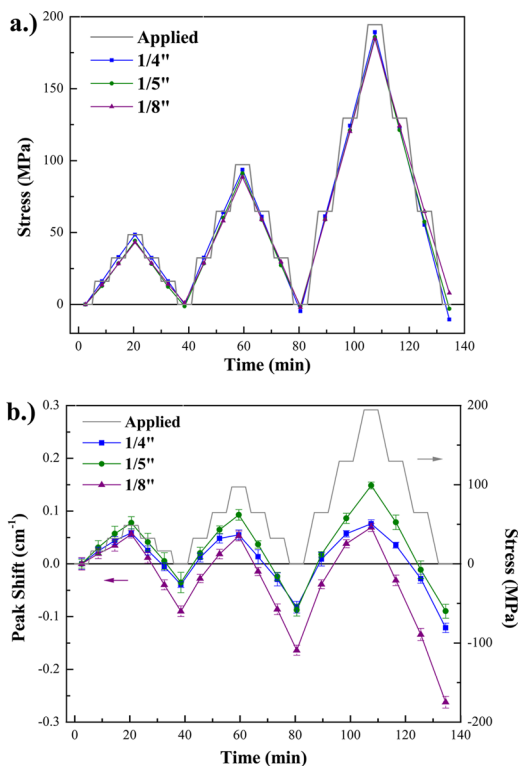 a.)
Applied
1/4"
1/5"
1/8"
200
150
100
50
0
Stress (MPa)
0 20 40 60 80 100 120 140
Time (min)
b.)
Applied
1/4"
1/5"
1/8"
0.3
0.2
0.1
0.0
-0.1
-0.2
-0.3
Peak Shift (cm⁻¹)
200
100
0
-100
-200
Stress (MPa)
0 20 40 60 80 100 120 140
Time (min)